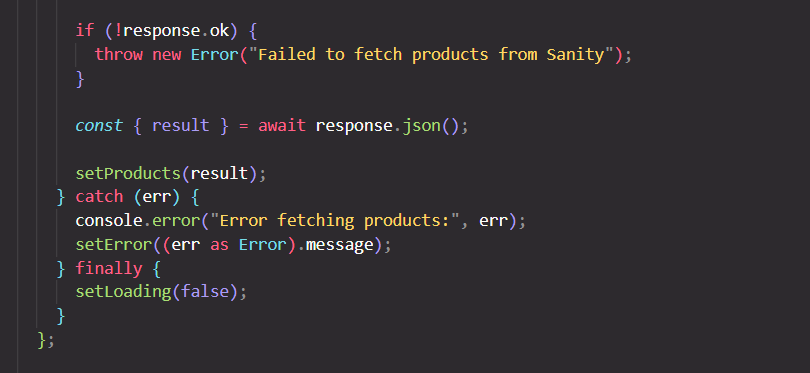 if (!response.ok) {
throw new Error("Failed to fetch products from Sanity");
}
const { result } = await response.json();
setProducts(result);
} catch (err) {
console.error("Error fetching products:", err);
setError((err as Error).message);
} finally {
setLoading(false);
}
};